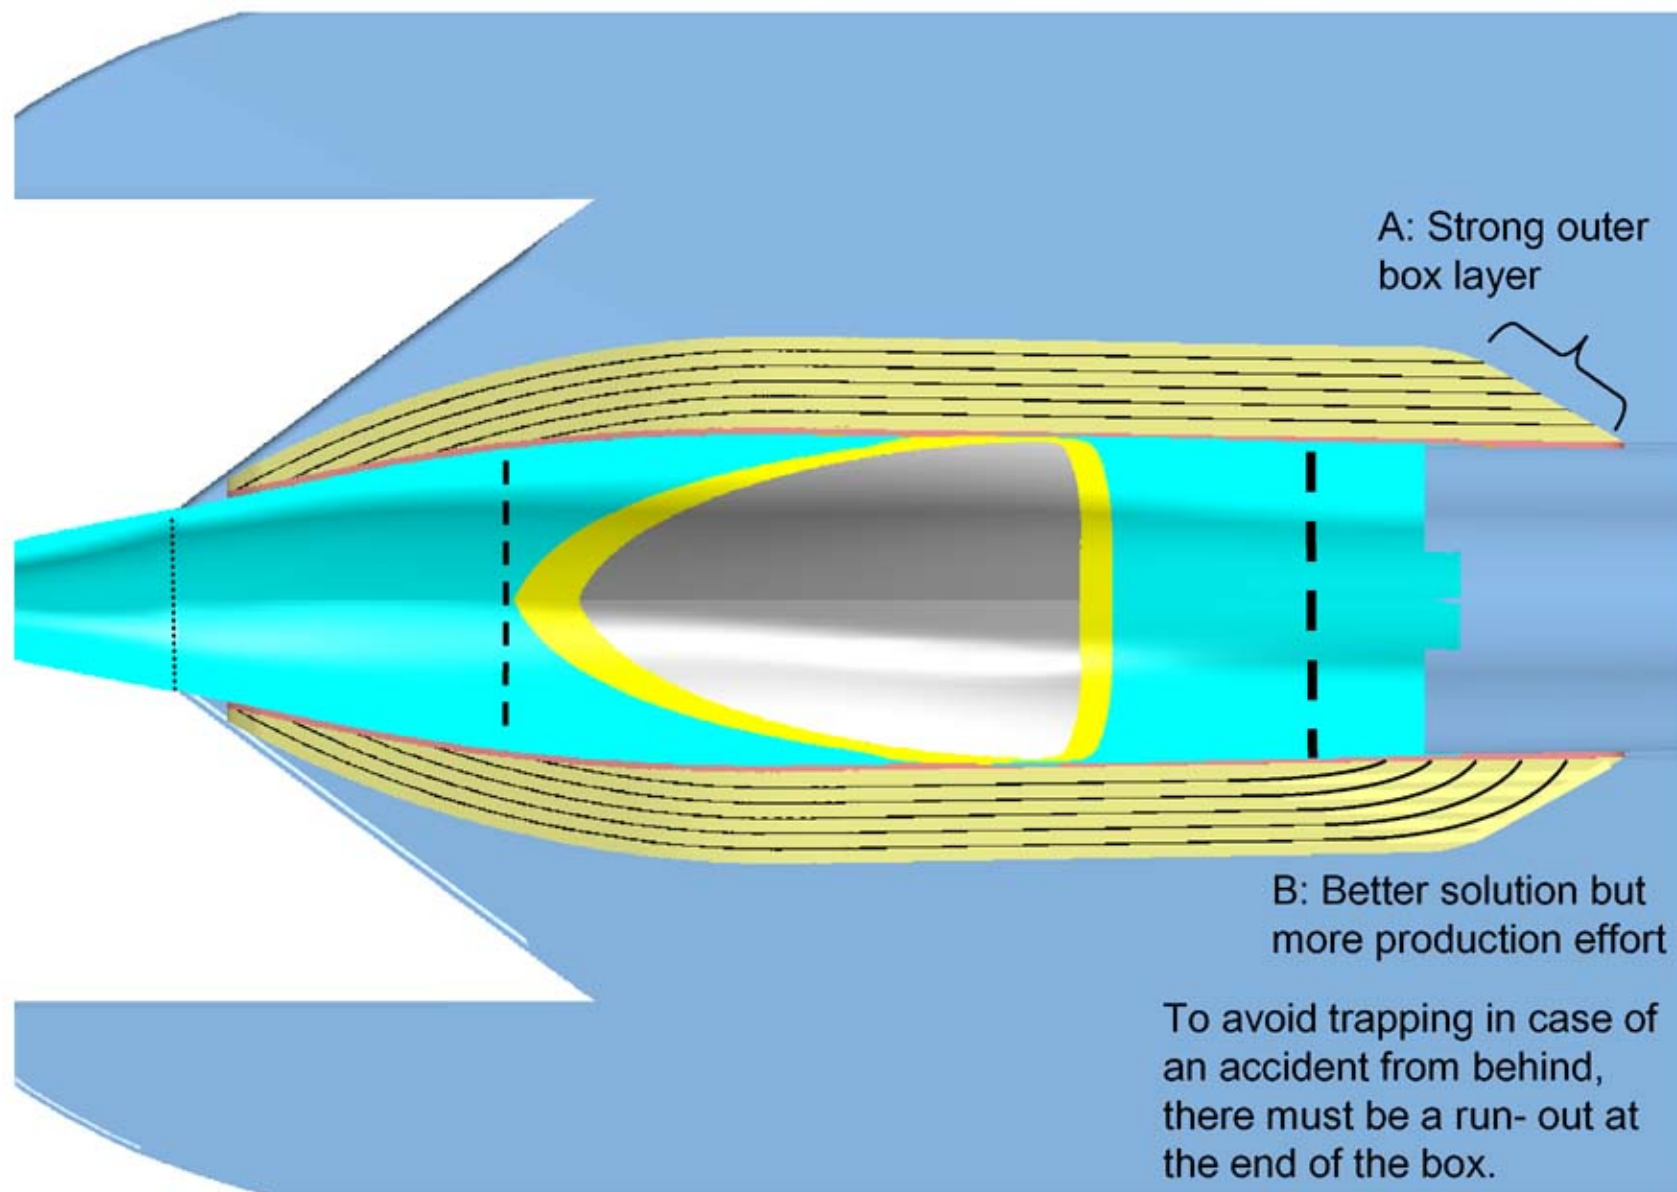 A: Strong outer
box layer
B: Better solution but
more production effort
To avoid trapping in case of
an accident from behind,
there must be a run- out at
the end of the box.